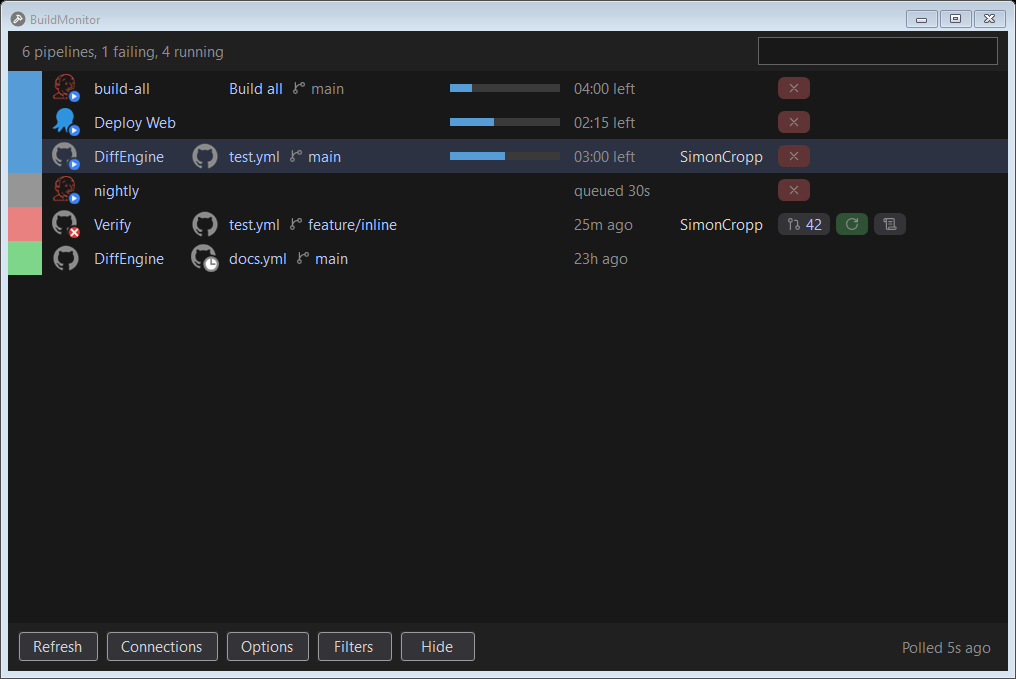 BuildMonitor
6 pipelines, 1 failing, 4 running
build-all Build all main 04:00 left
Deploy Web 02:15 left
DiffEngine test.yml main 03:00 left SimonCropp
nightly queued 30s
Verify test.yml feature/inline 25m ago SimonCropp 42
DiffEngine docs.yml main 23h ago
Refresh Connections Options Filters Hide Polled 5s ago